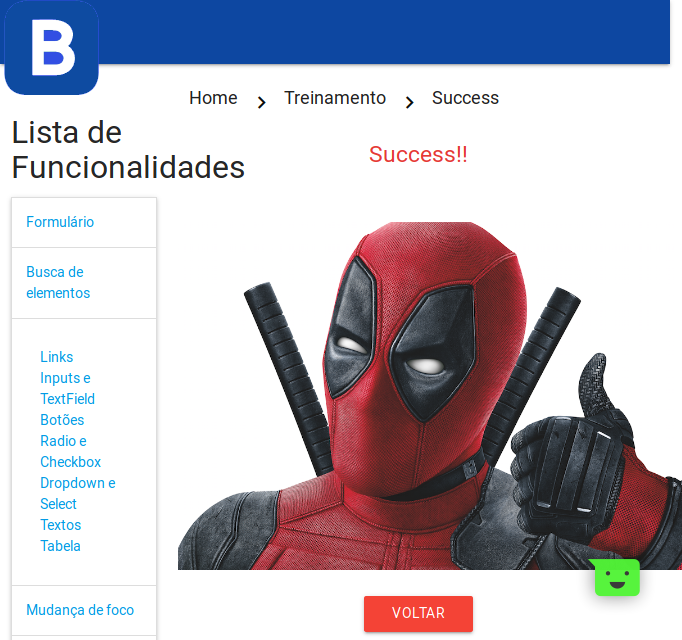 B
Home > Treinamento > Success
Lista de
Funcionalidades
Success!!
Formulário
Busca de
elementos
Links
Inputs e
TextField
Botões
Radio e
Checkbox
Dropdown e
Select
Textos
Tabela
Mudança de foco
VOLTAR